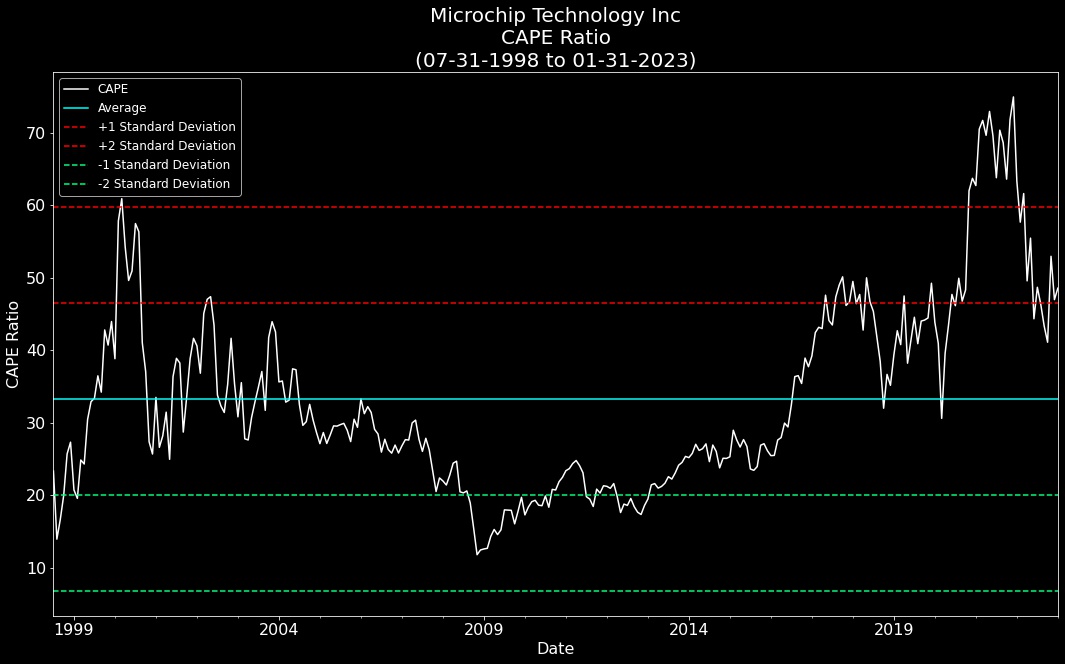 Microchip Technology Inc
CAPE Ratio
(07-31-1998 to 01-31-2023)
CAPE
Average
+1 Standard Deviation
+2 Standard Deviation
-1 Standard Deviation
-2 Standard Deviation
CAPE Ratio
70
60
50
40
30
20
10
1999
2004
2009
2014
2019
Date